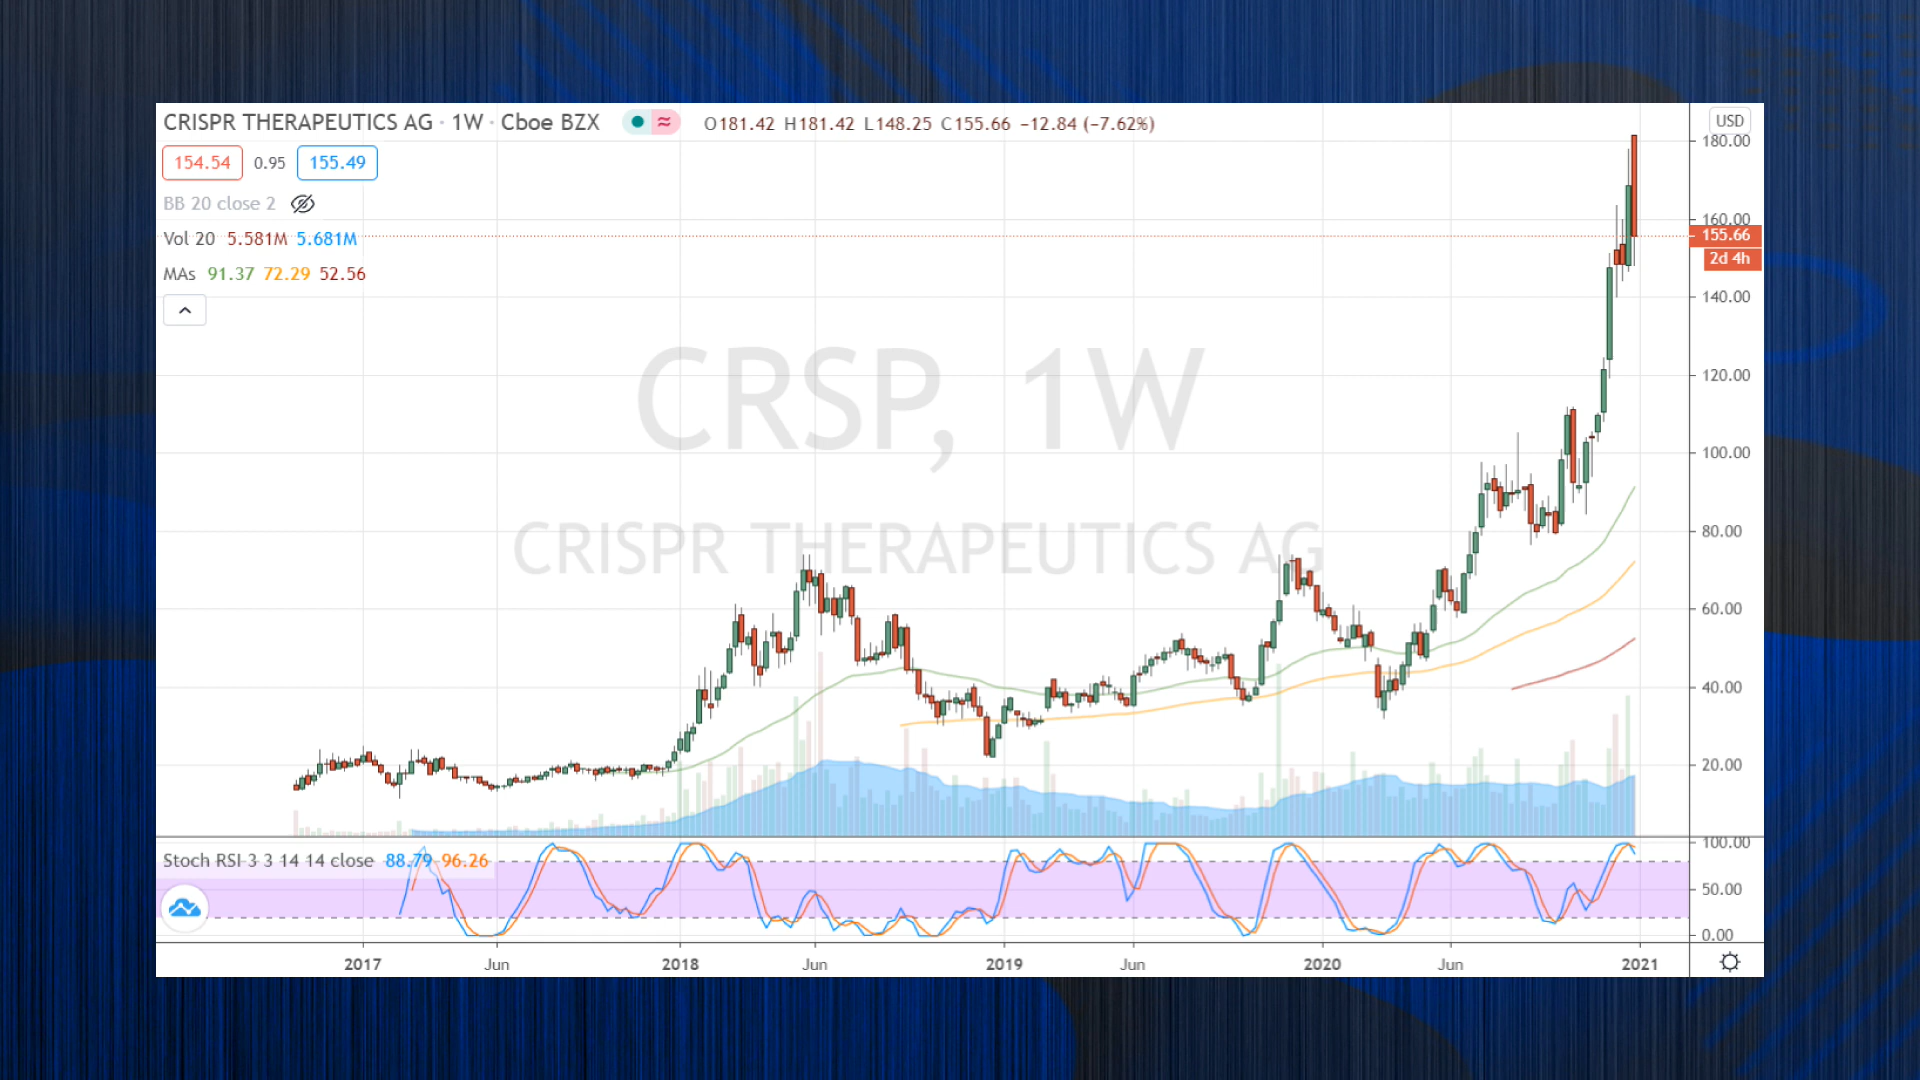 CRISPR THERAPEUTICS AG · 1W · Cboe BZX ≈ O181.42 H181.42 L148.25 C155.66 −12.84 (−7.62%)
154.54 0.95 155.49
BB 20 close 2
Vol 20 5.581M 5.681M
MAs 91.37 72.29 52.56
USD
180.00
160.00
155.66
2d 4h
140.00
120.00
100.00
80.00
60.00
40.00
20.00
CRSP, 1W
CRISPR THERAPEUTICS AG
Stoch RSI 3 3 14 14 close 88.79 96.26
100.00
50.00
0.00
2017 Jun 2018 Jun 2019 Jun 2020 Jun 2021